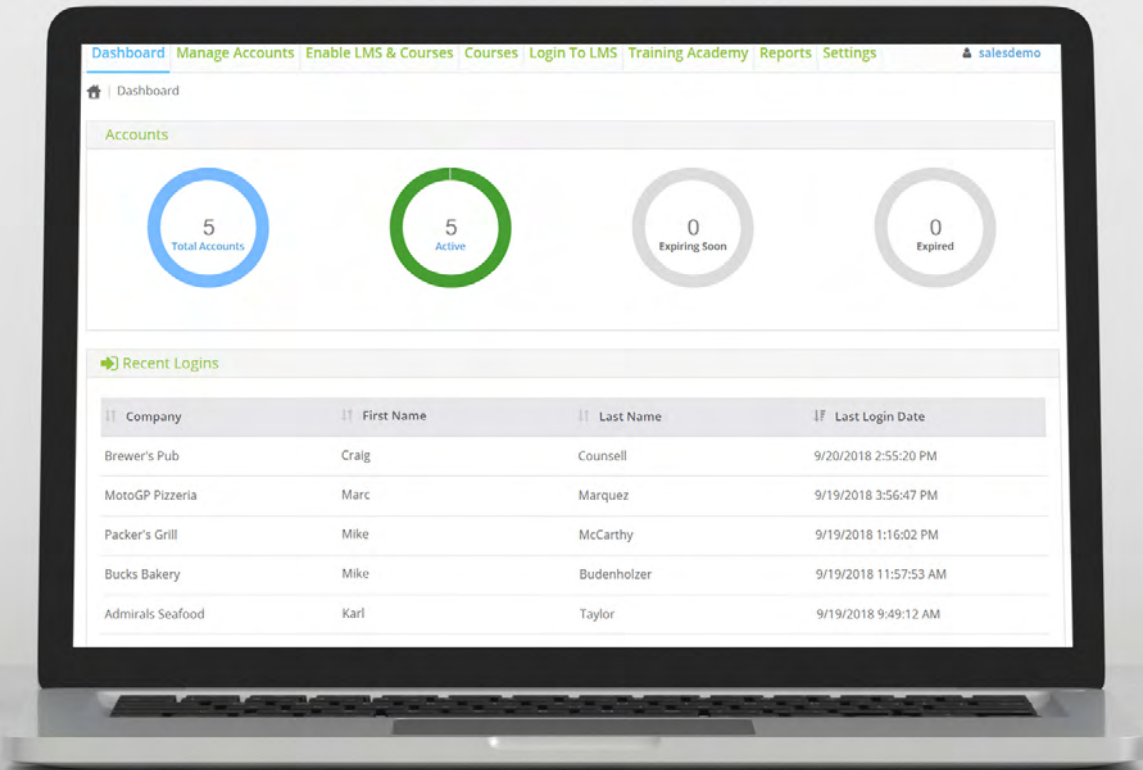 Dashboard Manage Accounts Enable LMS & Courses Courses Login To LMS Training Academy Reports Settings salesdemo
Dashboard
Accounts
5
Total Accounts
5
Active
0
Expiring Soon
0
Expired
Recent Logins
Company First Name Last Name Last Login Date
Brewer's Pub Craig Counsell 9/20/2018 2:55:20 PM
MotoGP Pizzeria Marc Marquez 9/19/2018 3:56:47 PM
Packer's Grill Mike McCarthy 9/19/2018 1:16:02 PM
Bucks Bakery Mike Budenholzer 9/19/2018 11:57:53 AM
Admirals Seafood Karl Taylor 9/19/2018 9:49:12 AM